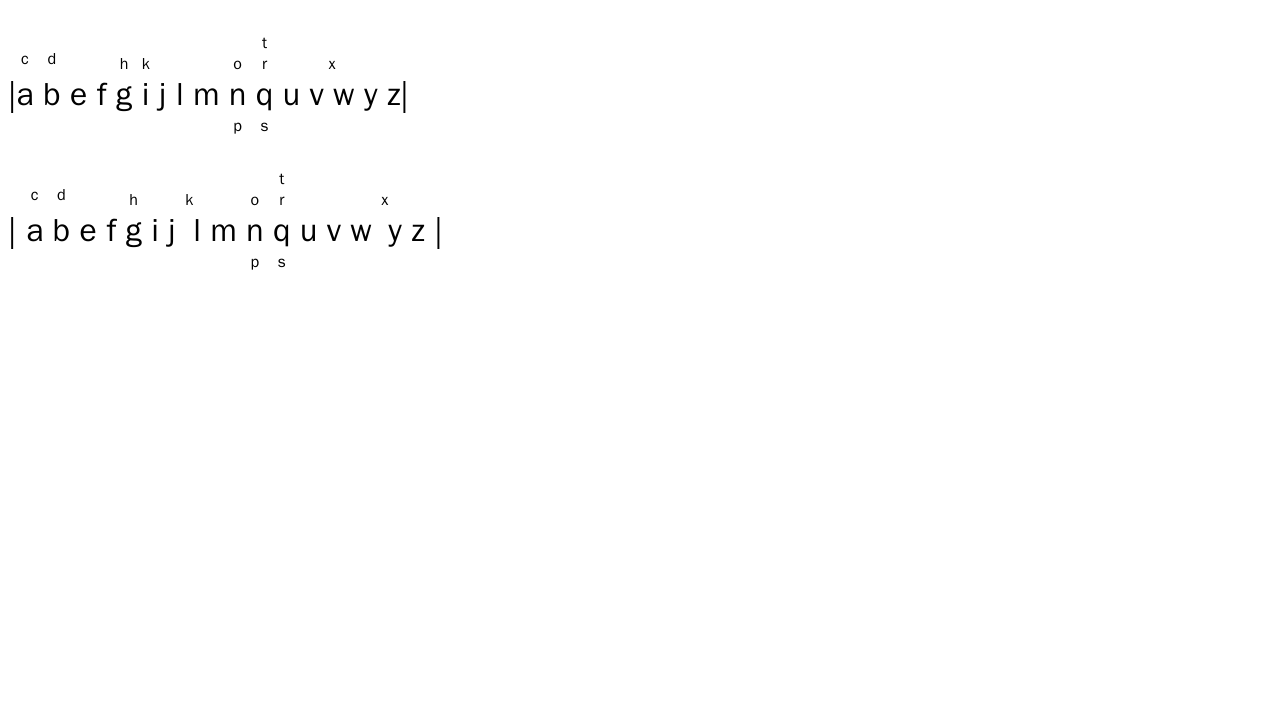 t
c d h k o r x
|a b e f g i j l m n q u v w y z|
p s
t
c d h k o r x
| a b e f g i j l m n q u v w y z |
p s